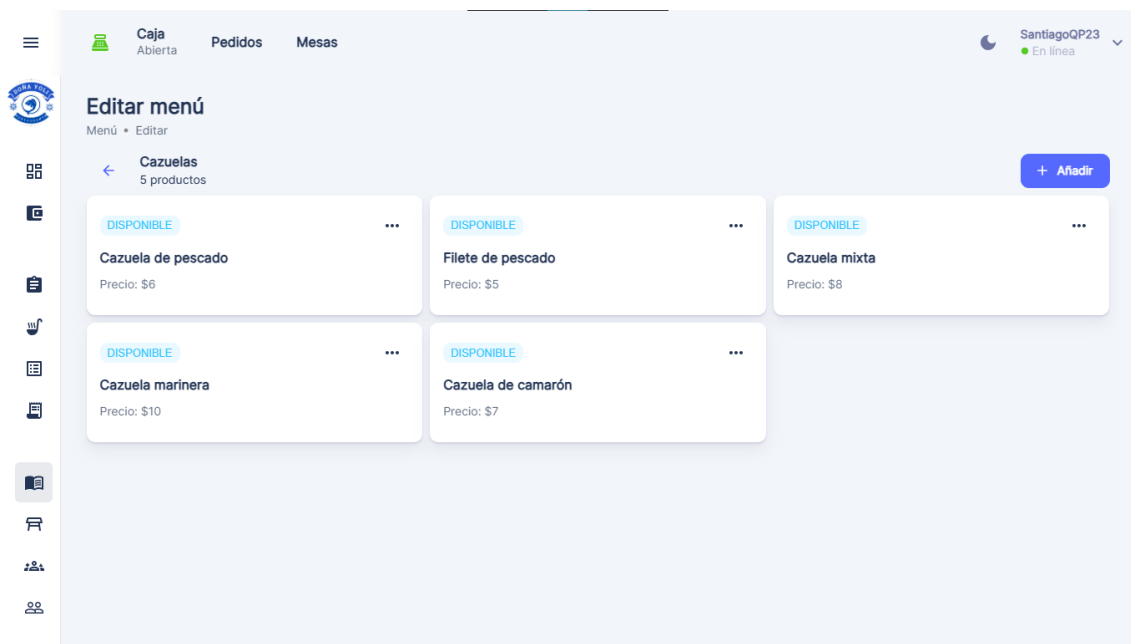 Caja
Abierta
Pedidos
Mesas
SantiagoQP23
En línea
DOÑA YOLI
Editar menú
Menú • Editar
Cazuelas
5 productos
+ Añadir
DISPONIBLE
Cazuela de pescado
Precio: $6
DISPONIBLE
Filete de pescado
Precio: $5
DISPONIBLE
Cazuela mixta
Precio: $8
DISPONIBLE
Cazuela marinera
Precio: $10
DISPONIBLE
Cazuela de camarón
Precio: $7